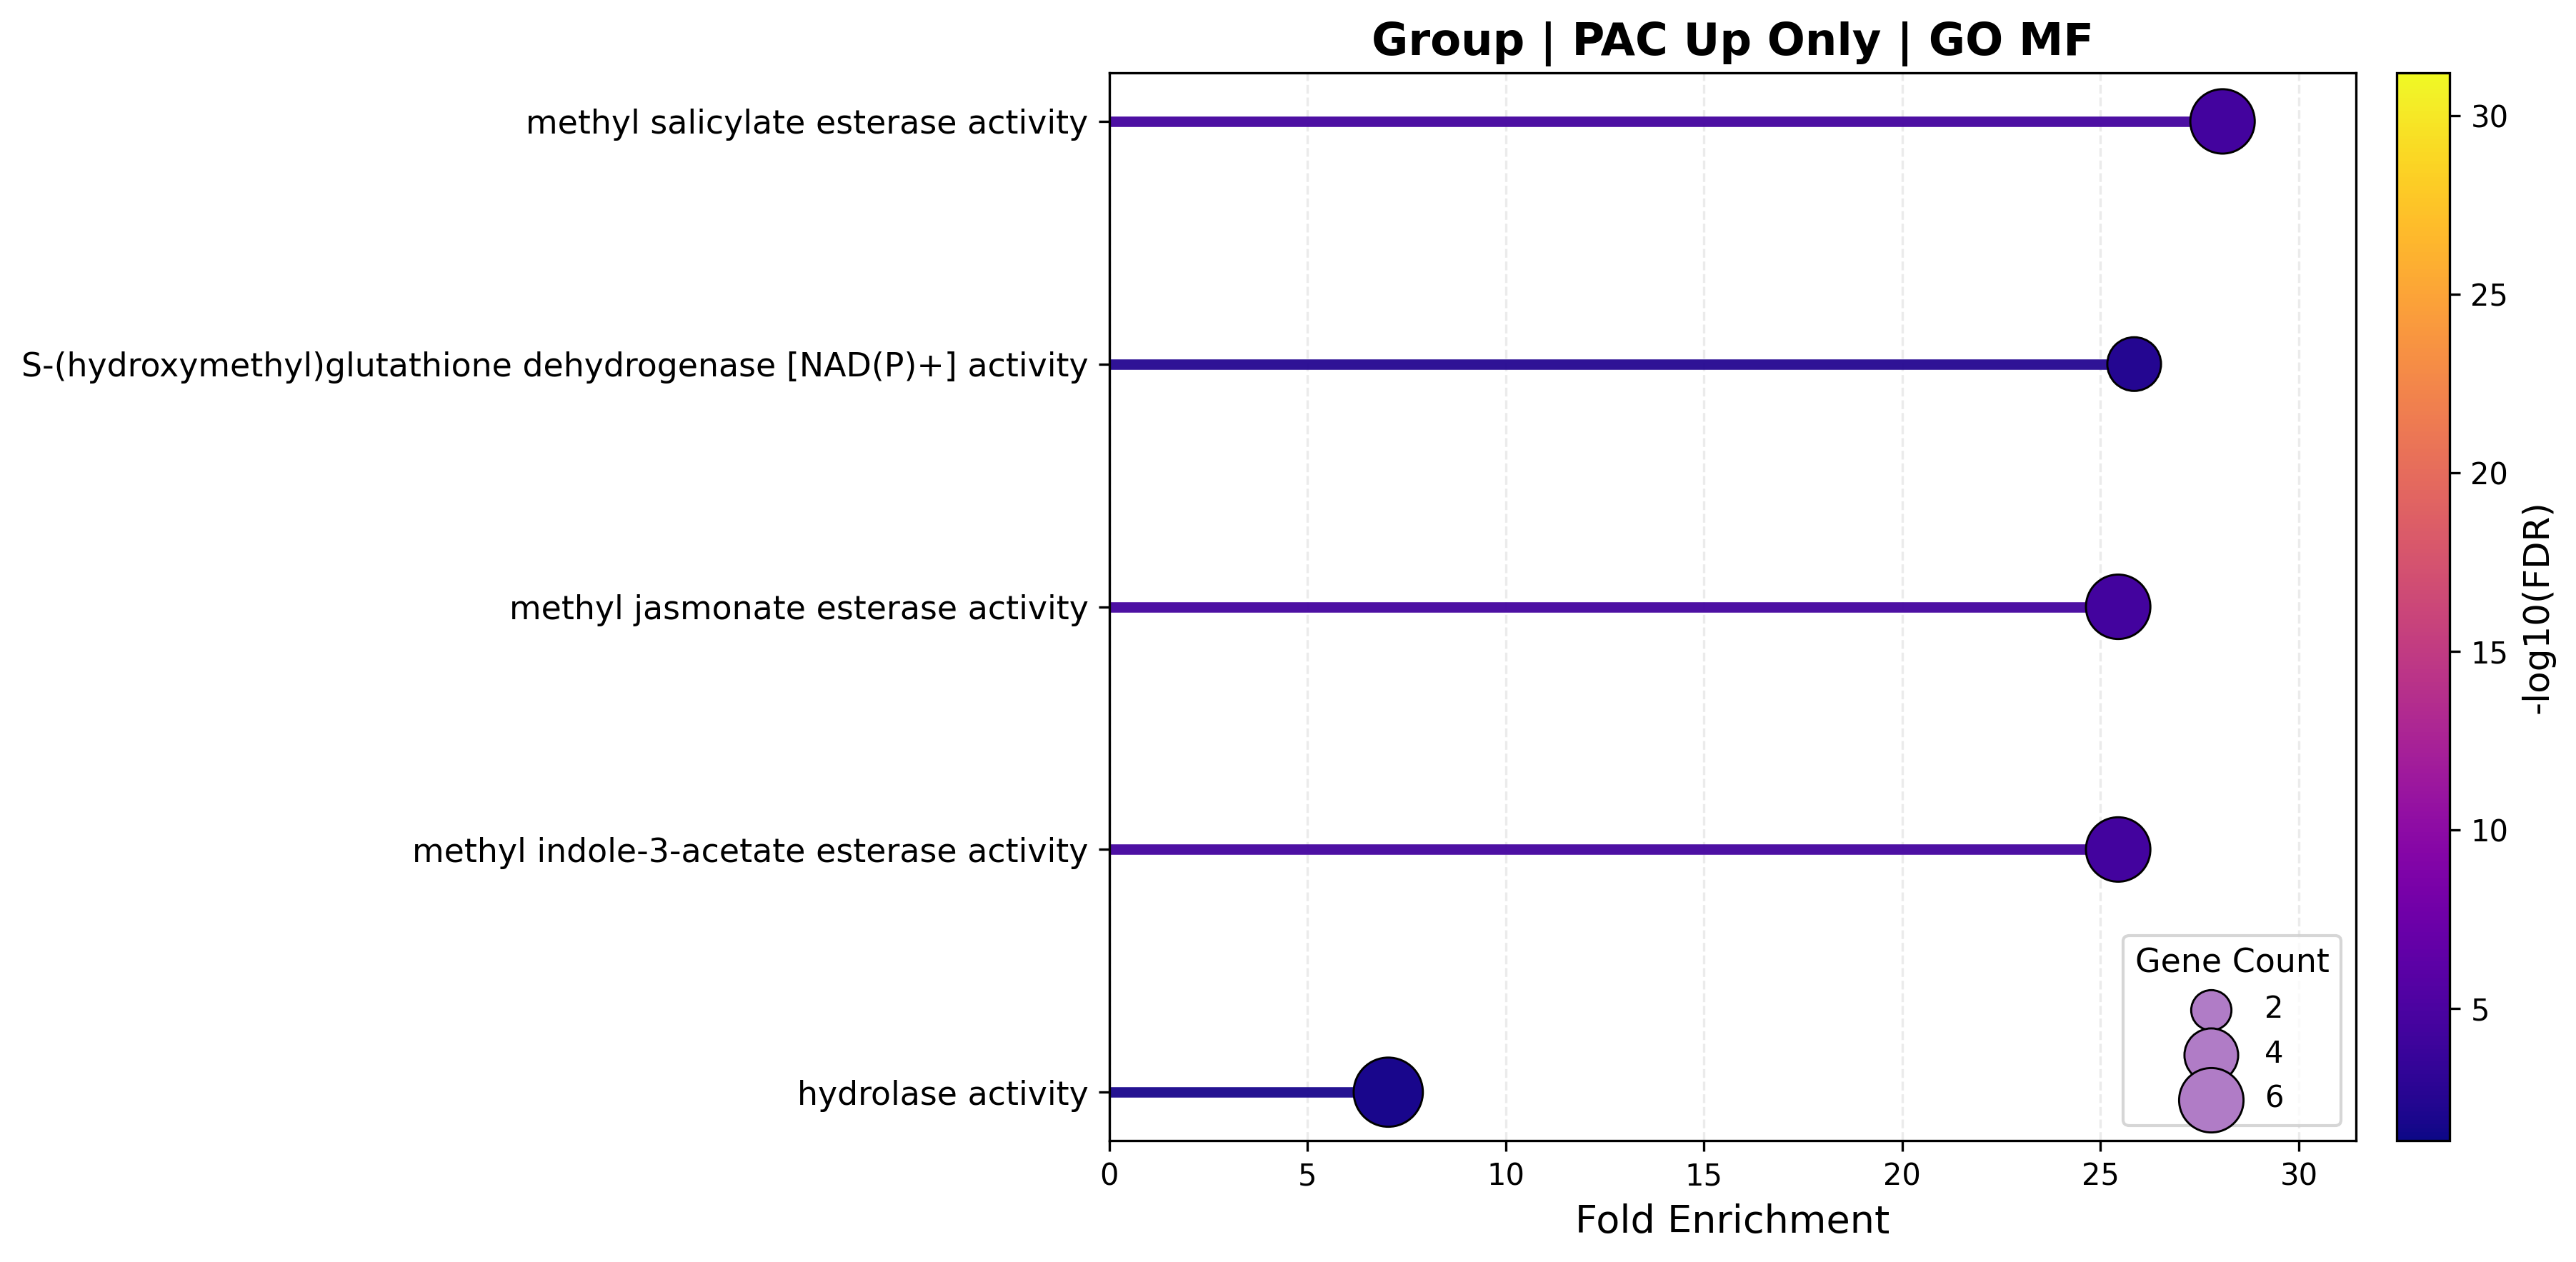 Group | PAC Up Only | GO MF
methyl salicylate esterase activity
S-(hydroxymethyl)glutathione dehydrogenase [NAD(P)+] activity
methyl jasmonate esterase activity
methyl indole-3-acetate esterase activity
hydrolase activity
Gene Count
2
4
6
0 5 10 15 20 25 30
Fold Enrichment
30
25
20
15
10
5
-log10(FDR)